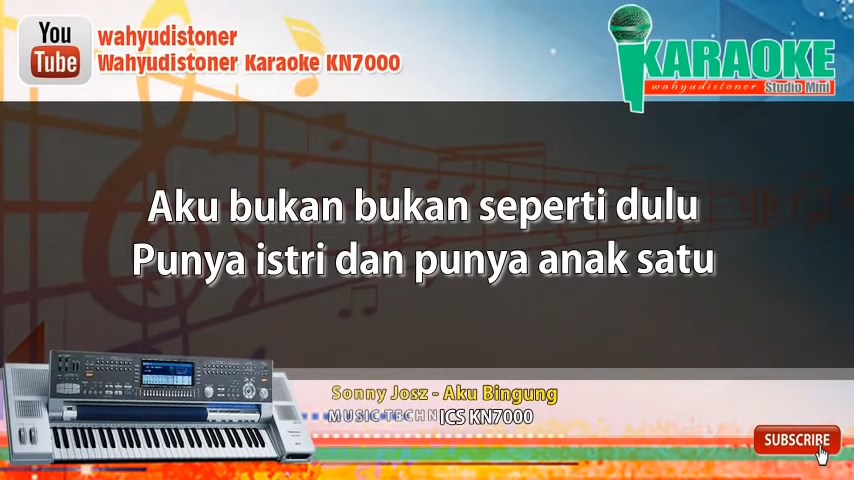 You
Tube
wahyudistoner
Wahyudistoner Karaoke KN7000
KARAOKE
wahyudistoner Studio Mini
Aku bukan bukan seperti dulu
Punya istri dan punya anak satu
Sonny Josz - Aku Bingung
MUSIC TECHNICS KN7000
SUBSCRIBE